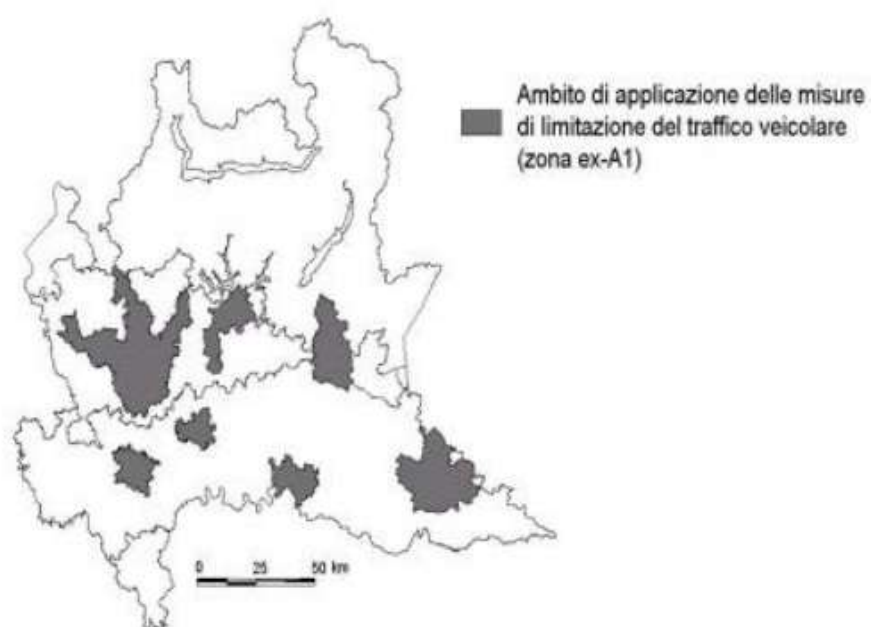 Ambito di applicazione delle misure
di limitazione del traffico veicolare
(zona ex-A1)
0 25 50 km